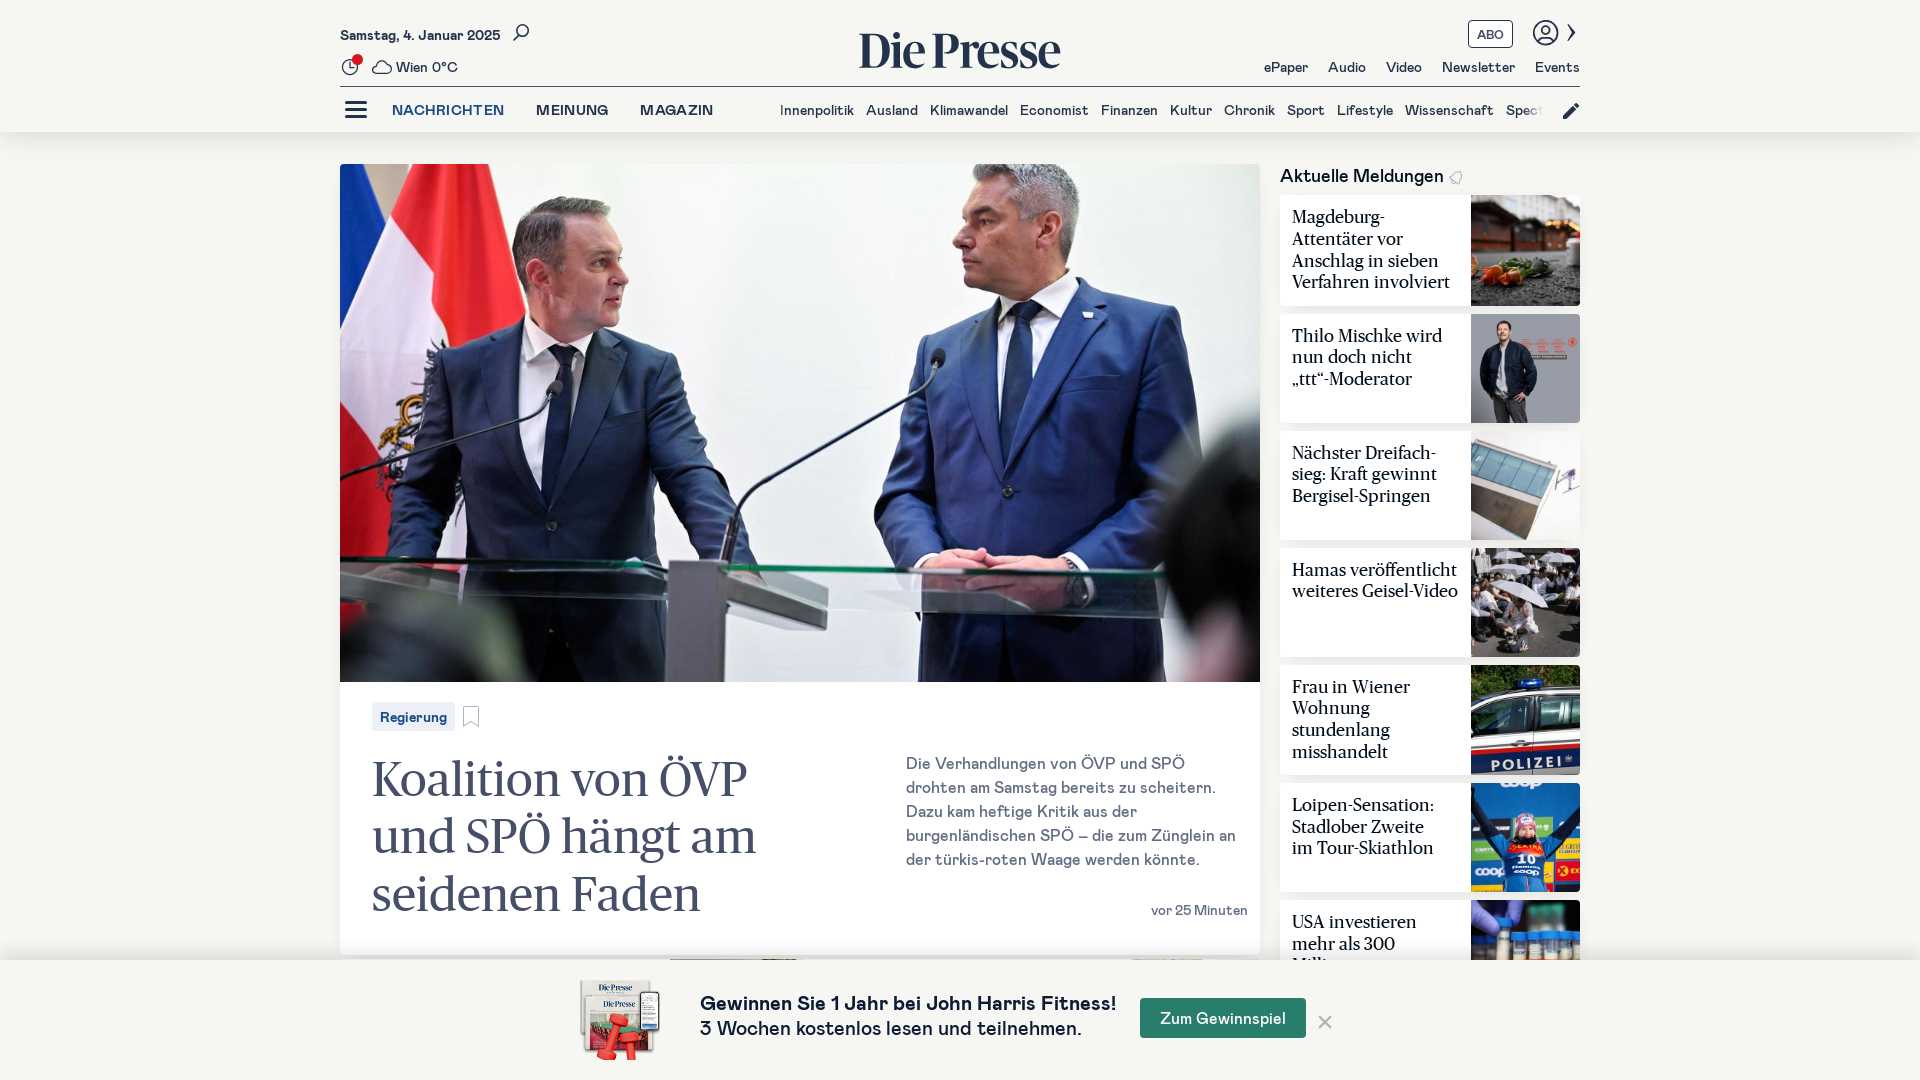 Samstag, 4. Januar 2025
Wien 0°C
Die Presse
ABO
ePaper Audio Video Newsletter Events
NACHRICHTEN MEINUNG MAGAZIN
Innenpolitik Ausland Klimawandel Economist Finanzen Kultur Chronik Sport Lifestyle Wissenschaft Spect
Regierung
Koalition von ÖVP
und SPÖ hängt am
seidenen Faden
Die Verhandlungen von ÖVP und SPÖ
drohten am Samstag bereits zu scheitern.
Dazu kam heftige Kritik aus der
burgenländischen SPÖ – die zum Zünglein an
der türkis-roten Waage werden könnte.
vor 25 Minuten
Aktuelle Meldungen
Magdeburg-
Attentäter vor
Anschlag in sieben
Verfahren involviert
Thilo Mischke wird
nun doch nicht
„ttt“-Moderator
Nächster Dreifach-
sieg: Kraft gewinnt
Bergisel-Springen
Hamas veröffentlicht
weiteres Geisel-Video
Frau in Wiener
Wohnung
stundenlang
misshandelt
POLIZEI
Loipen-Sensation:
Stadlober Zweite
im Tour-Skiathlon
coop
10
coop
coop
USA investieren
mehr als 300
Die Presse
Die Presse
Gewinnen Sie 1 Jahr bei John Harris Fitness!
3 Wochen kostenlos lesen und teilnehmen.
Zum Gewinnspiel